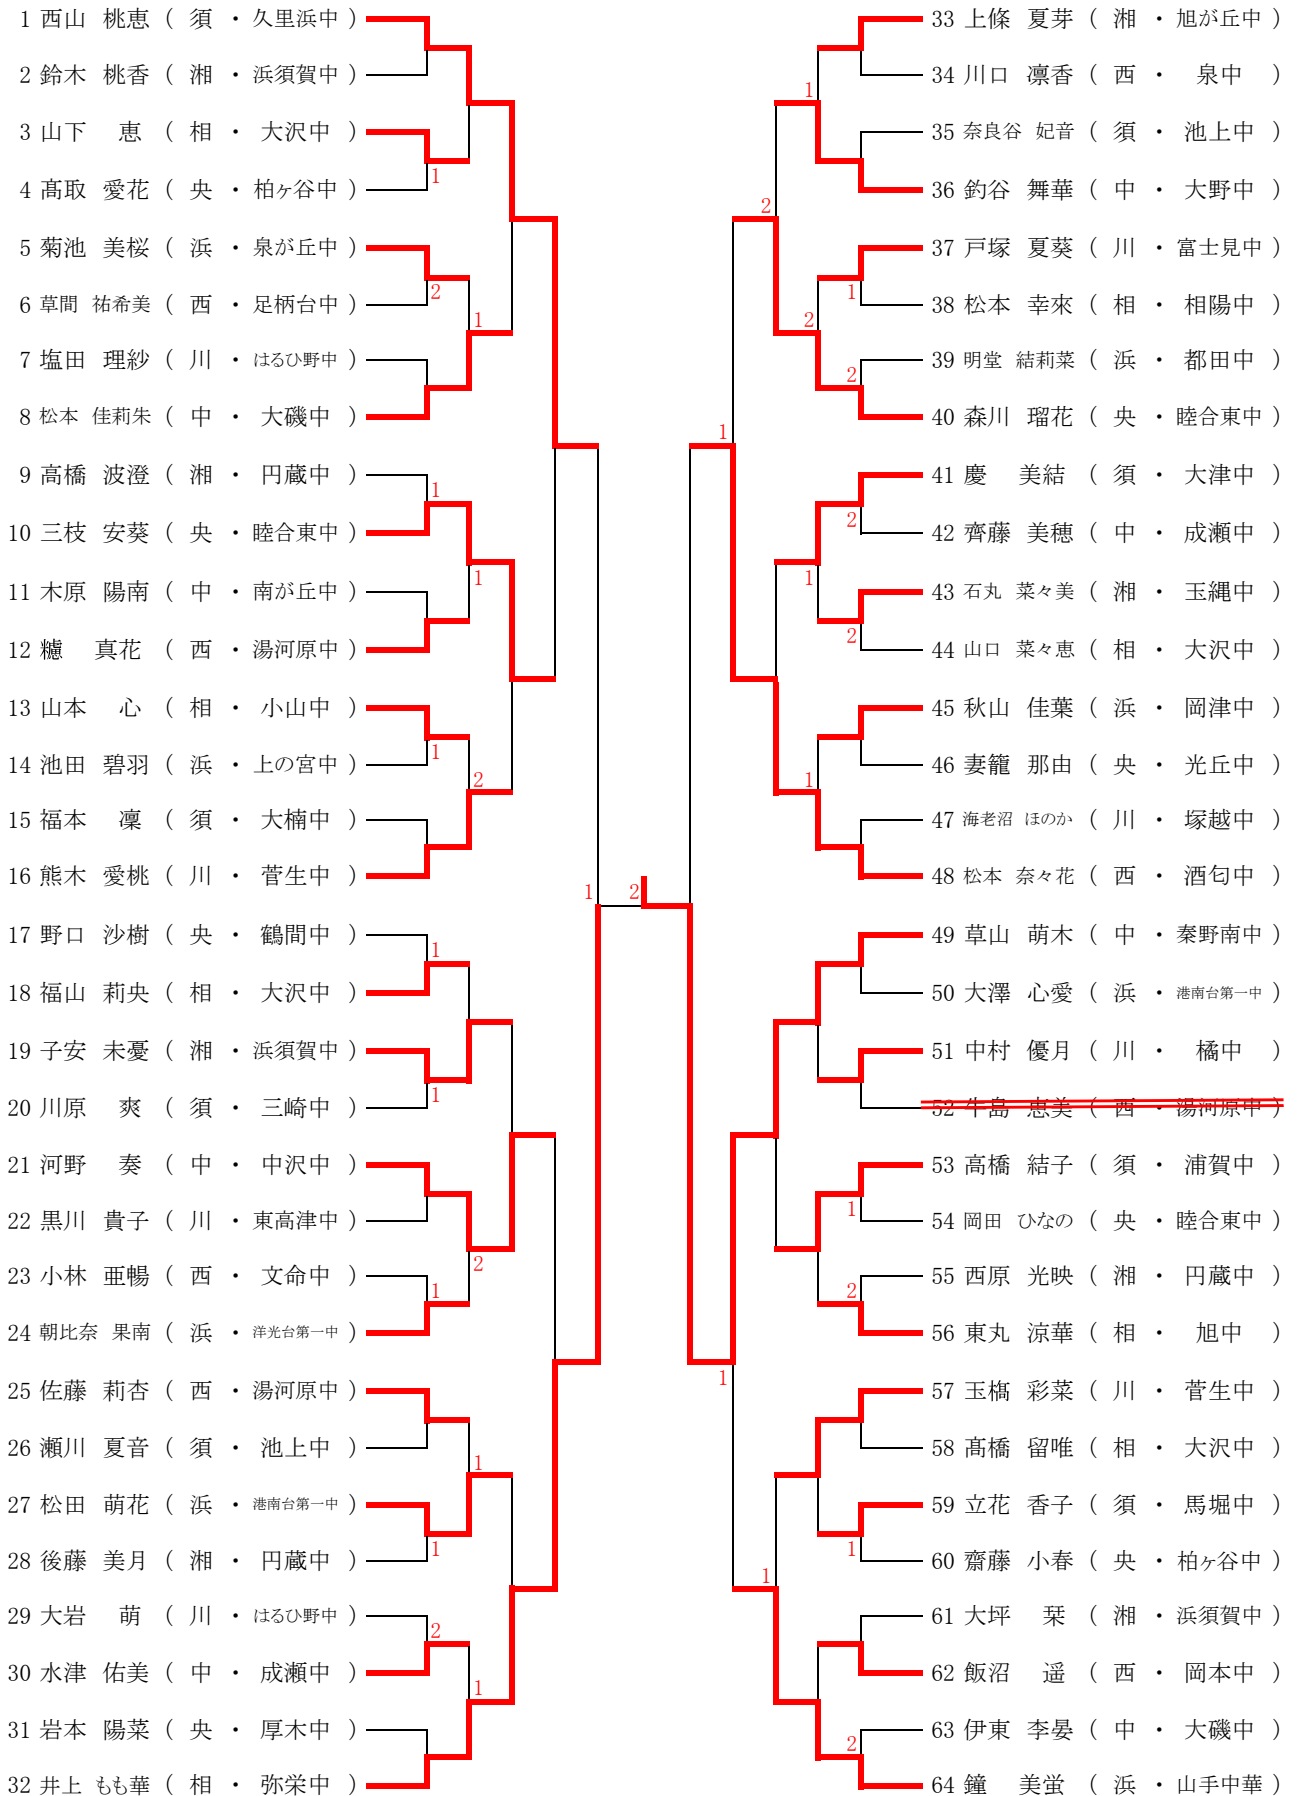 1 西山 桃恵 ( 須 ・ 久里浜中 )
2 鈴木 桃香 ( 湘 ・ 浜須賀中 )
3 山下 恵 ( 相 ・ 大沢中 )
1
4 髙取 愛花 ( 央 ・ 柏ヶ谷中 )
5 菊池 美桜 ( 浜 ・ 泉が丘中 )
2
6 草間 祐希美 ( 西 ・ 足柄台中 )
1
7 塩田 理紗 ( 川 ・ はるひ野中 )
8 松本 佳莉朱 ( 中 ・ 大磯中 )
9 高橋 波澄 ( 湘 ・ 円蔵中 )
1
10 三枝 安葵 ( 央 ・ 睦合東中 )
1
11 木原 陽南 ( 中 ・ 南が丘中 )
12 轤 真花 ( 西 ・ 湯河原中 )
13 山本 心 ( 相 ・ 小山中 )
1
14 池田 碧羽 ( 浜 ・ 上の宮中 )
2
15 福本 凜 ( 須 ・ 大楠中 )
16 熊木 愛桃 ( 川 ・ 菅生中 )
1 2
17 野口 沙樹 ( 央 ・ 鶴間中 )
1
18 福山 莉央 ( 相 ・ 大沢中 )
19 子安 未憂 ( 湘 ・ 浜須賀中 )
1
20 川原 爽 ( 須 ・ 三崎中 )
21 河野 奏 ( 中 ・ 中沢中 )
22 黒川 貴子 ( 川 ・ 東高津中 )
2
23 小林 亜暢 ( 西 ・ 文命中 )
1
24 朝比奈 果南 ( 浜 ・ 洋光台第一中 )
25 佐藤 莉杏 ( 西 ・ 湯河原中 )
26 瀬川 夏音 ( 須 ・ 池上中 )
1
27 松田 萌花 ( 浜 ・ 港南台第一中 )
1
28 後藤 美月 ( 湘 ・ 円蔵中 )
29 大岩 萌 ( 川 ・ はるひ野中 )
2
30 水津 佑美 ( 中 ・ 成瀬中 )
1
31 岩本 陽菜 ( 央 ・ 厚木中 )
32 井上 もも華 ( 相 ・ 弥栄中 )
33 上條 夏芽 ( 湘 ・ 旭が丘中 )
34 川口 凛香 ( 西 ・ 泉中 )
1
35 奈良谷 妃音 ( 須 ・ 池上中 )
36 釣谷 舞華 ( 中 ・ 大野中 )
2
37 戸塚 夏葵 ( 川 ・ 富士見中 )
1
38 松本 幸來 ( 相 ・ 相陽中 )
2
39 明堂 結莉菜 ( 浜 ・ 都田中 )
2
40 森川 瑠花 ( 央 ・ 睦合東中 )
1
41 慶 美結 ( 須 ・ 大津中 )
2
42 齊藤 美穂 ( 中 ・ 成瀬中 )
1
43 石丸 菜々美 ( 湘 ・ 玉縄中 )
2
44 山口 菜々恵 ( 相 ・ 大沢中 )
45 秋山 佳葉 ( 浜 ・ 岡津中 )
46 妻籠 那由 ( 央 ・ 光丘中 )
1
47 海老沼 ほのか ( 川 ・ 塚越中 )
48 松本 奈々花 ( 西 ・ 酒匂中 )
49 草山 萌木 ( 中 ・ 秦野南中 )
50 大澤 心愛 ( 浜 ・ 港南台第一中 )
51 中村 優月 ( 川 ・ 橘中 )
52 牛島 恵美 ( 西 ・ 湯河原中 )
53 高橋 結子 ( 須 ・ 浦賀中 )
1
54 岡田 ひなの ( 央 ・ 睦合東中 )
55 西原 光映 ( 湘 ・ 円蔵中 )
2
56 東丸 涼華 ( 相 ・ 旭中 )
1
57 玉槗 彩菜 ( 川 ・ 菅生中 )
58 髙橋 留唯 ( 相 ・ 大沢中 )
59 立花 香子 ( 須 ・ 馬堀中 )
1
60 齋藤 小春 ( 央 ・ 柏ヶ谷中 )
1
61 大坪 栞 ( 湘 ・ 浜須賀中 )
62 飯沼 遥 ( 西 ・ 岡本中 )
63 伊東 李晏 ( 中 ・ 大磯中 )
2
64 鐘 美蛍 ( 浜 ・ 山手中華 )